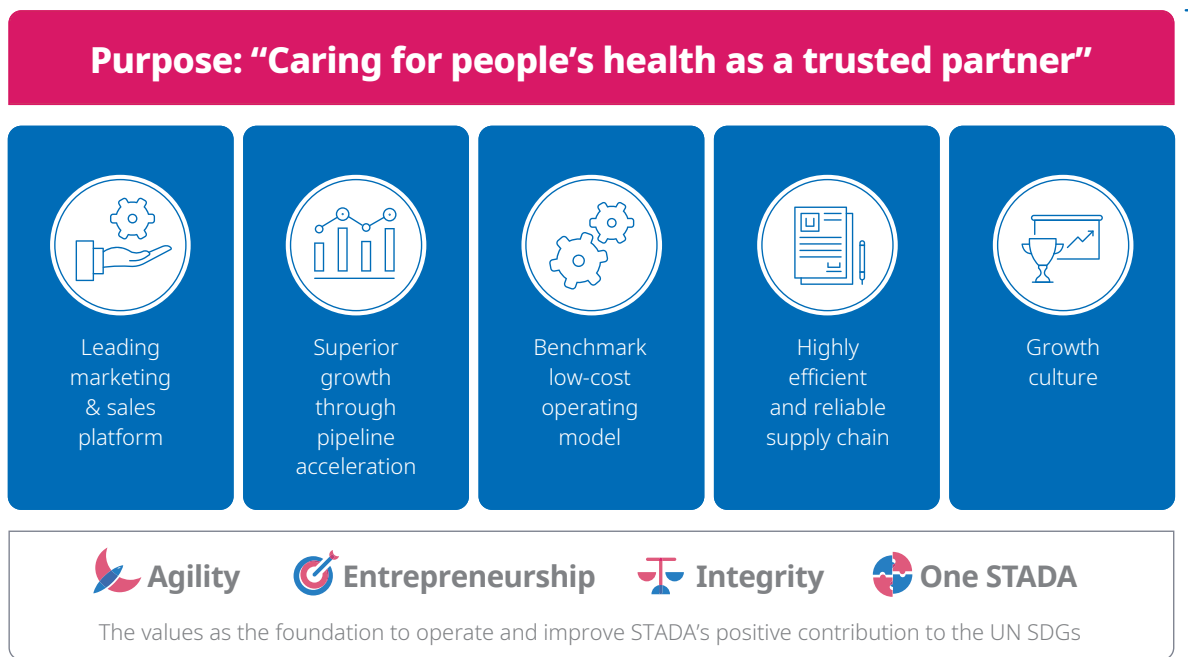 Purpose: “Caring for people’s health as a trusted partner”
Leading
marketing
& sales
platform
Superior
growth
through
pipeline
acceleration
Benchmark
low-cost
operating
model
Highly
efficient
and reliable
supply chain
Growth
culture
Agility
Entrepreneurship
Integrity
One STADA
The values as the foundation to operate and improve STADA’s positive contribution to the UN SDGs